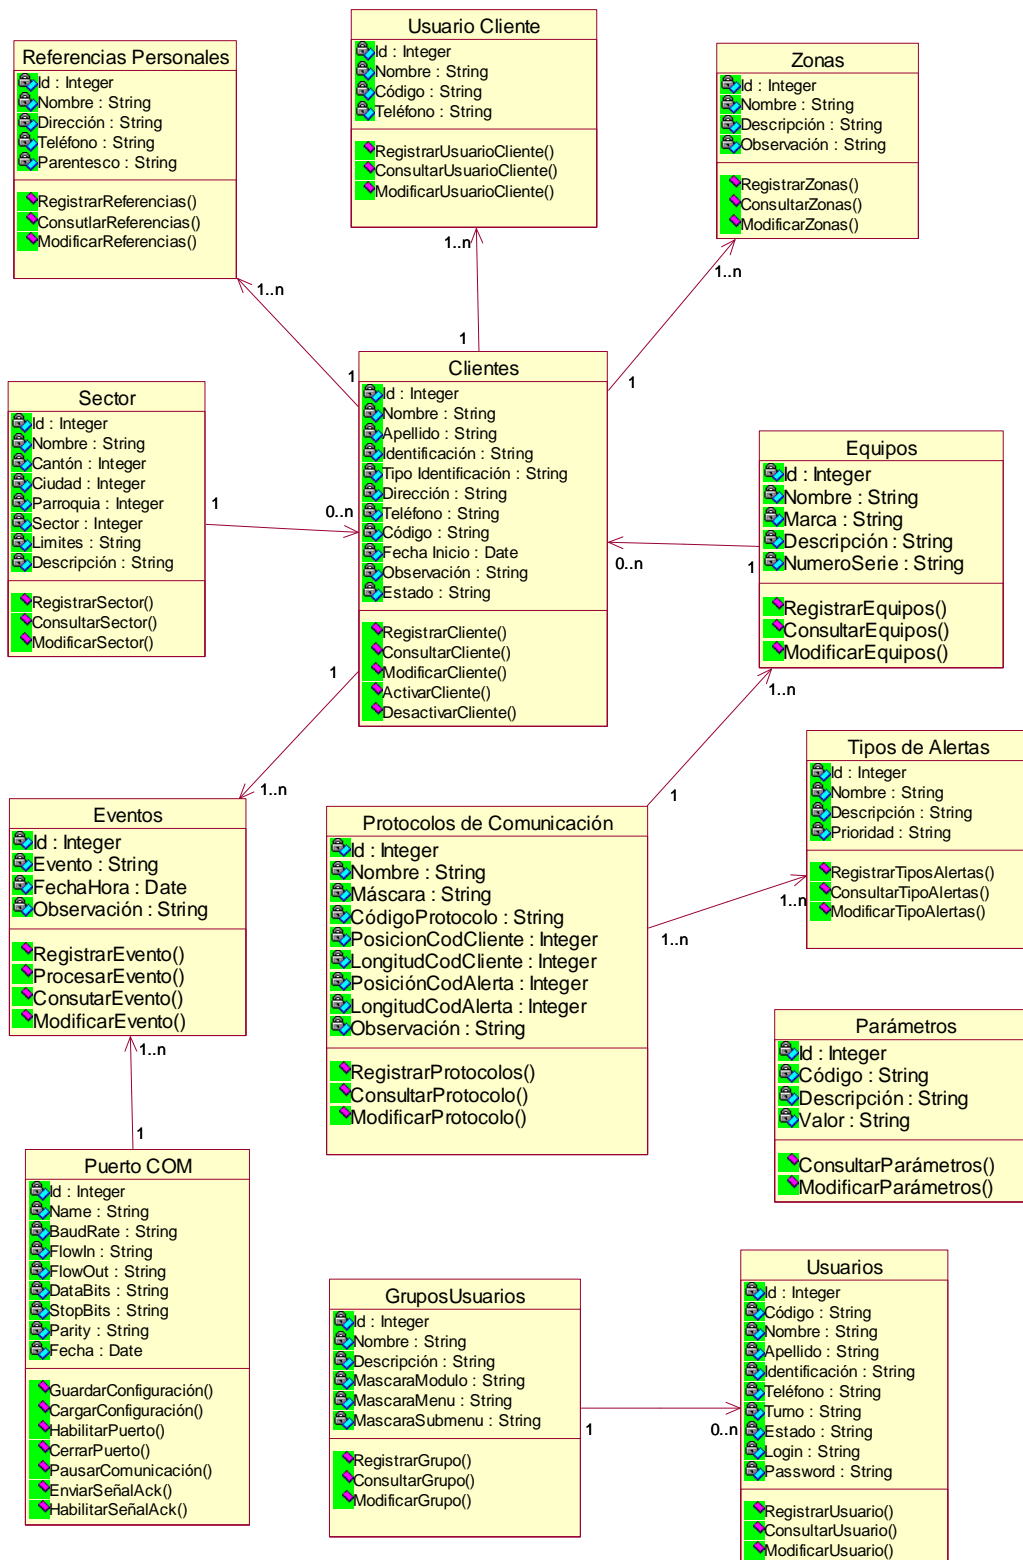 Usuario Cliente
Id : Integer
Nombre : String
Código : String
Teléfono : String
RegistrarUsuarioCliente()
ConsultarUsuarioCliente()
ModificarUsuarioCliente()
Referencias Personales
Id : Integer
Nombre : String
Dirección : String
Teléfono : String
Parentesco : String
RegistrarReferencias()
ConsutlarReferencias()
ModificarReferencias()
Zonas
Id : Integer
Nombre : String
Descripción : String
Observación : String
RegistrarZonas()
ConsultarZonas()
ModificarZonas()
1..n
1..n
1..n
1
1
1
Clientes
Id : Integer
Nombre : String
Apellido : String
Identificación : String
Tipo Identificación : String
Dirección : String
Teléfono : String
Código : String
Fecha Inicio : Date
Observación : String
Estado : String
RegistrarCliente()
ConsultarCliente()
ModificarCliente()
ActivarCliente()
DesactivarCliente()
Sector
Id : Integer
Nombre : String
Cantón : Integer
Ciudad : Integer
Parroquia : Integer
Sector : Integer
Limites : String
Descripción : String
RegistrarSector()
ConsultarSector()
ModificarSector()
1
0..n
Equipos
Id : Integer
Nombre : String
Marca : String
Descripción : String
NumeroSerie : String
RegistrarEquipos()
ConsultarEquipos()
ModificarEquipos()
0..n
1
1
1..n
1..n
1
Eventos
Id : Integer
Evento : String
FechaHora : Date
Observación : String
RegistrarEvento()
ProcesarEvento()
ConsutarEvento()
ModificarEvento()
Protocolos de Comunicación
Id : Integer
Nombre : String
Máscara : String
CódigoProtocolo : String
PosicionCodCliente : Integer
LongitudCodCliente : Integer
PosiciónCodAlerta : Integer
LongitudCodAlerta : Integer
Observación : String
RegistrarProtocolos()
ConsultarProtocolo()
ModificarProtocolo()
Tipos de Alertas
Id : Integer
Nombre : String
Descripción : String
Prioridad : String
RegistrarTiposAlertas()
ConsultarTipoAlertas()
ModificarTipoAlertas()
1..n
1..n
Parámetros
Id : Integer
Código : String
Descripción : String
Valor : String
ConsultarParámetros()
ModificarParámetros()
1..n
1
Puerto COM
Id : Integer
Name : String
BaudRate : String
FlowIn : String
FlowOut : String
DataBits : String
StopBits : String
Parity : String
Fecha : Date
GuardarConfiguración()
CargarConfiguración()
HabilitarPuerto()
CerrarPuerto()
PausarComunicación()
EnviarSeñalAck()
HabilitarSeñalAck()
GruposUsuarios
Id : Integer
Nombre : String
Descripción : String
MascaraModulo : String
MascaraMenu : String
MascaraSubmenu : String
RegistrarGrupo()
ConsultarGrupo()
ModificarGrupo()
1
0..n
Usuarios
Id : Integer
Código : String
Nombre : String
Apellido : String
Identificación : String
Teléfono : String
Turno : String
Estado : String
Login : String
Password : String
RegistrarUsuario()
ConsultarUsuario()
ModificarUsuario()